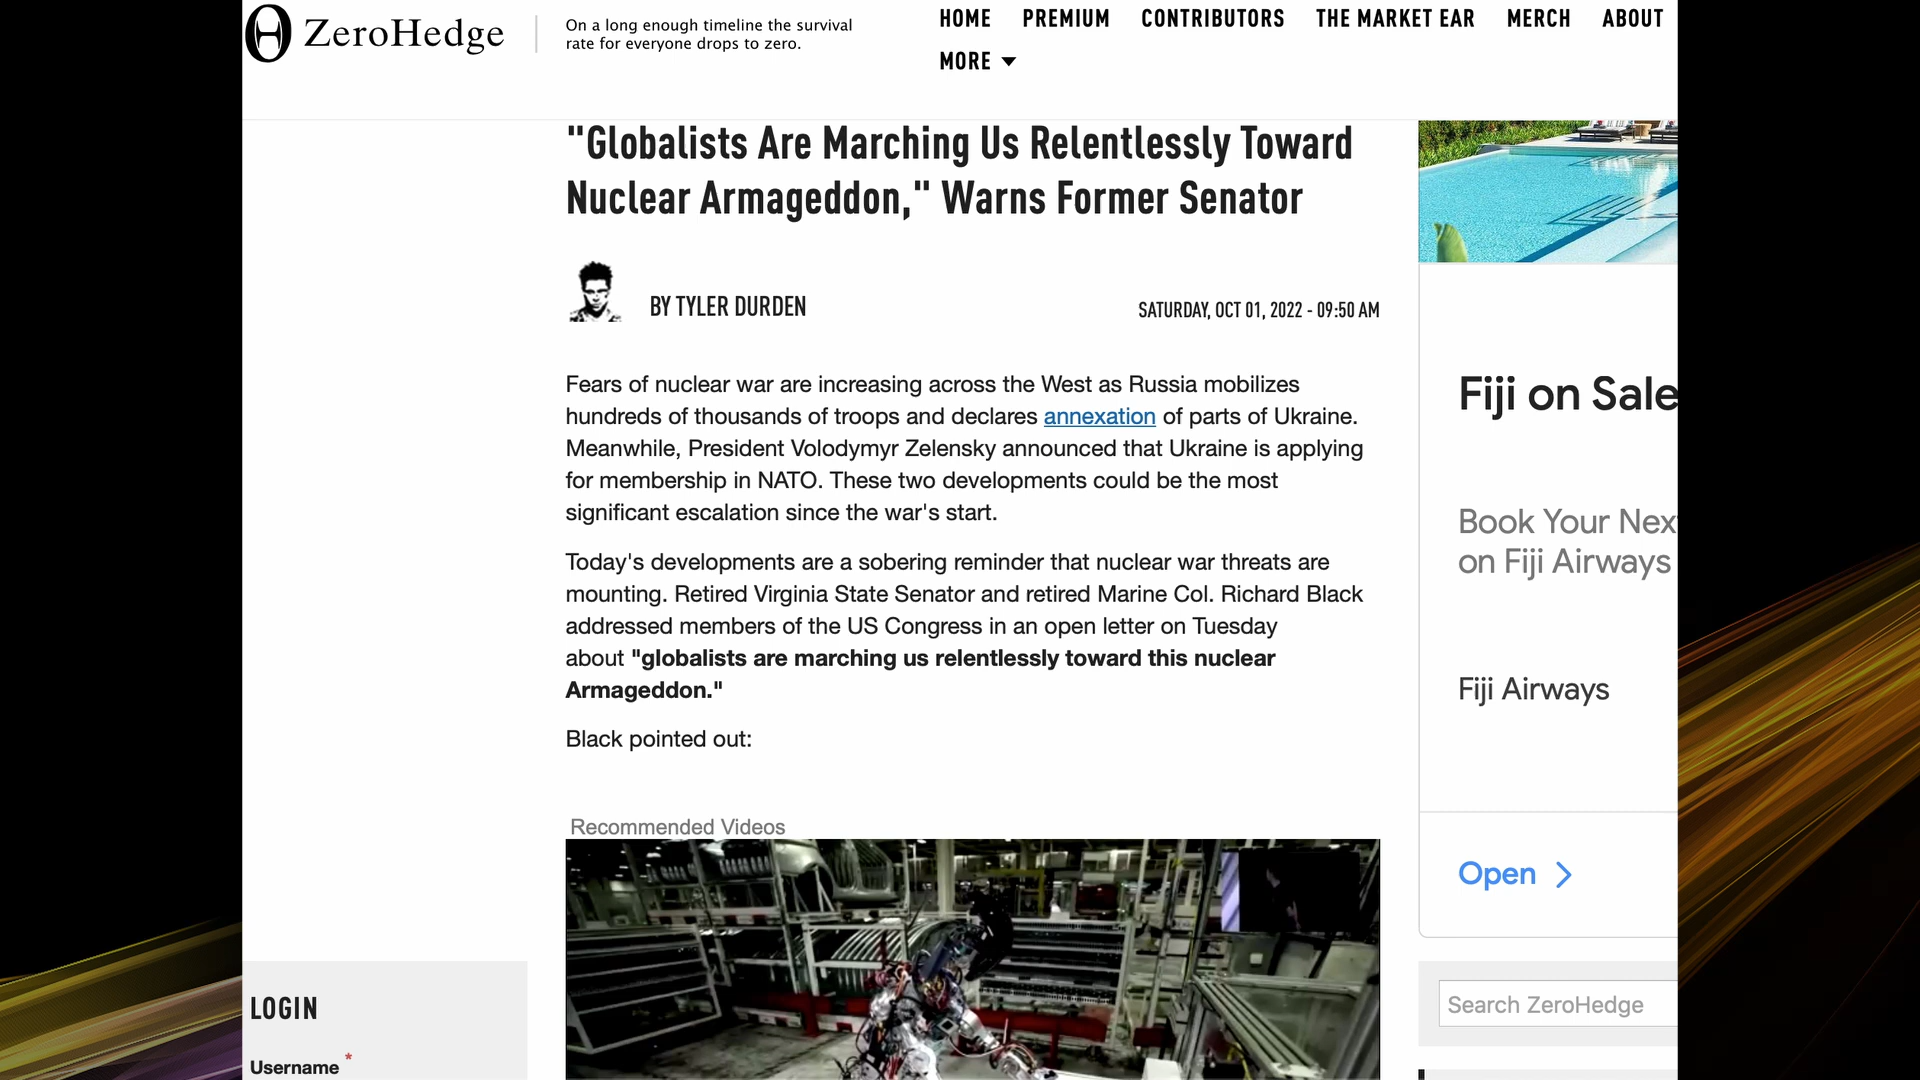 ZeroHedge
On a long enough timeline the survival
rate for everyone drops to zero.
HOME PREMIUM CONTRIBUTORS THE MARKET EAR MERCH ABOUT
MORE
"Globalists Are Marching Us Relentlessly Toward
Nuclear Armageddon," Warns Former Senator
BY TYLER DURDEN
SATURDAY, OCT 01, 2022 - 09:50 AM
Fears of nuclear war are increasing across the West as Russia mobilizes
hundreds of thousands of troops and declares annexation of parts of Ukraine.
Meanwhile, President Volodymyr Zelensky announced that Ukraine is applying
for membership in NATO. These two developments could be the most
significant escalation since the war's start.
Today's developments are a sobering reminder that nuclear war threats are
mounting. Retired Virginia State Senator and retired Marine Col. Richard Black
addressed members of the US Congress in an open letter on Tuesday
about "globalists are marching us relentlessly toward this nuclear
Armageddon."
Black pointed out:
Recommended Videos
Fiji on Sale
Book Your Nex
on Fiji Airways
Fiji Airways
Open
Search ZeroHedge
LOGIN
Username *